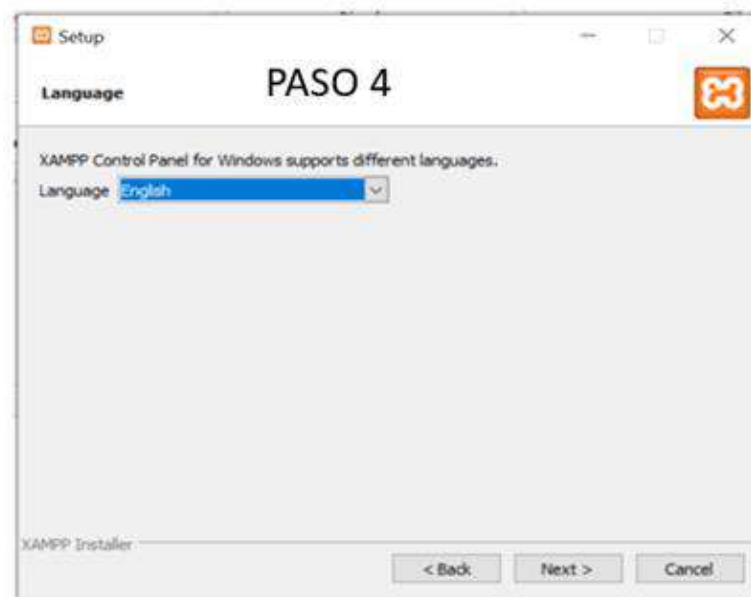 Setup
Language
PASO 4
XAMPP Control Panel for Windows supports different languages.
Language English
XAMPP Installer
< Back Next > Cancel